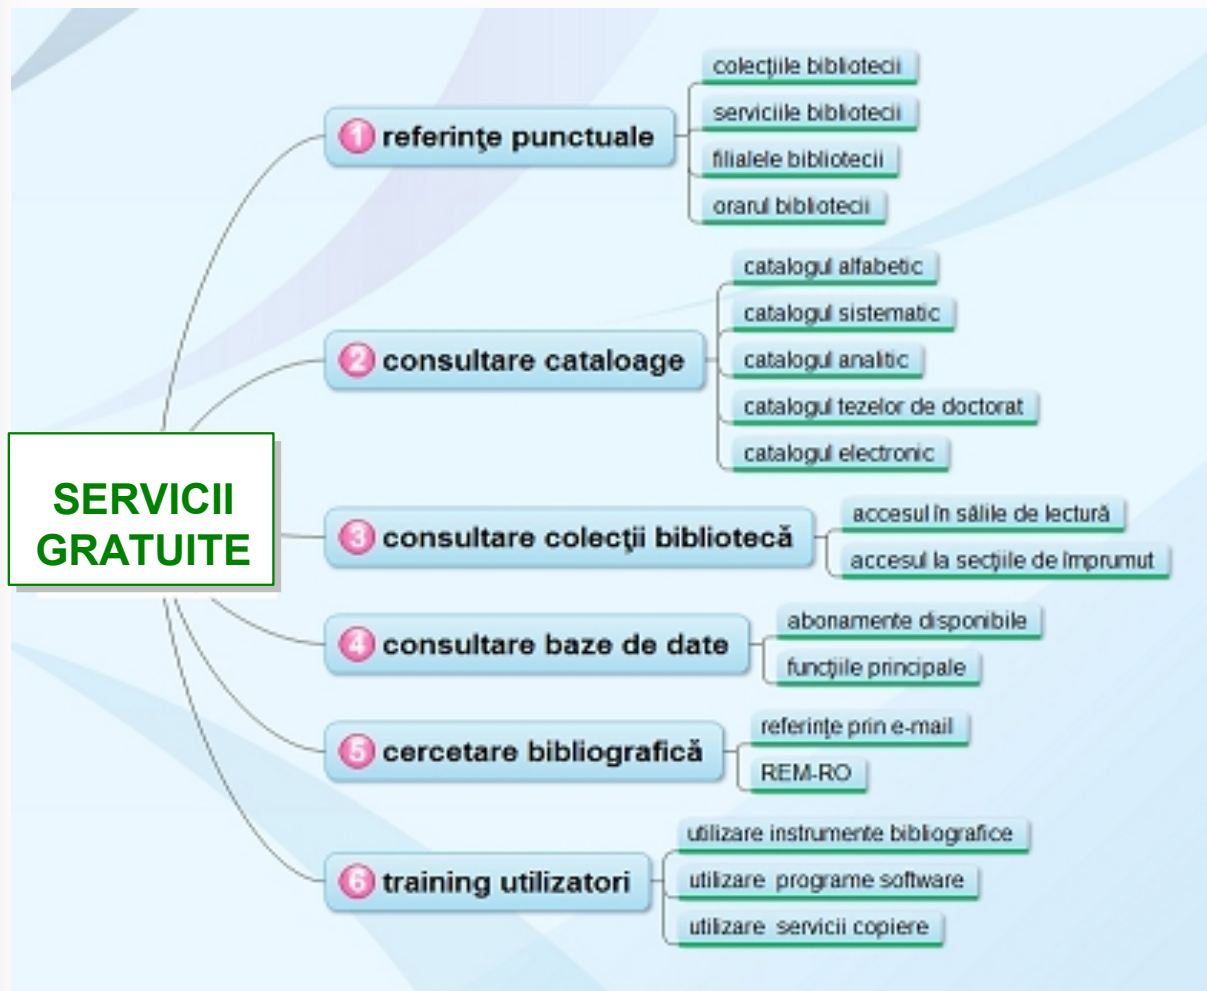 SERVICII
GRATUITE
1 referinţe punctuale
colecţiile bibliotecii
serviciile bibliotecii
filialele bibliotecii
orarul bibliotecii
2 consultare cataloage
catalogul alfabetic
catalogul sistematic
catalogul analitic
catalogul tezelor de doctorat
catalogul electronic
3 consultare colecţii bibliotecă
accesul în sălile de lectură
accesul la secţiile de împrumut
4 consultare baze de date
abonamente disponibile
funcţiile principale
5 cercetare bibliografică
referinţe prin e-mail
REM-RO
6 training utilizatori
utilizare instrumente bibliografice
utilizare programe software
utilizare servicii copiere